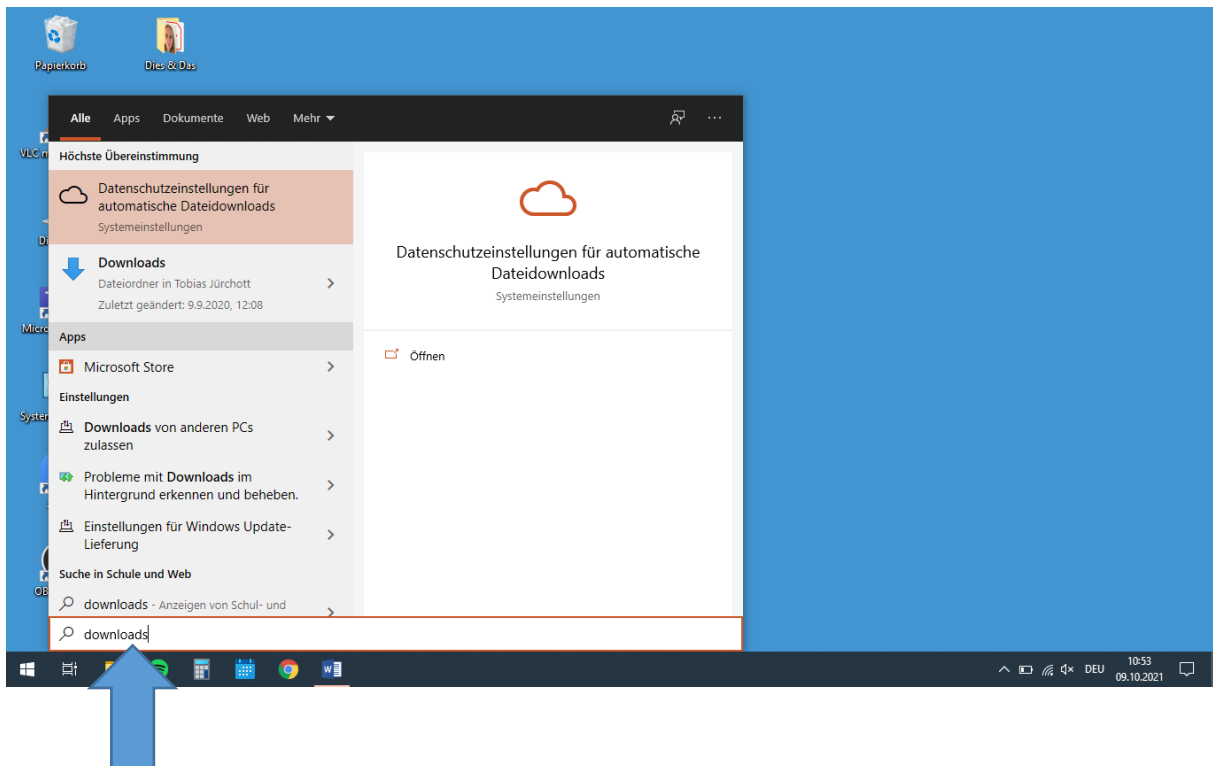 Papierkorb
Dies & Das
Alle Apps Dokumente Web Mehr
VLC m
Höchste Übereinstimmung
Datenschutzeinstellungen für
automatische Dateidownloads
Systemeinstellungen
Downloads
Dateiordner in Tobias Jürchott
Zuletzt geändert: 9.9.2020, 12:08
Apps
Microsoft Store
Einstellungen
Downloads von anderen PCs
zulassen
Probleme mit Downloads im
Hintergrund erkennen und beheben.
Einstellungen für Windows Update-
Lieferung
Suche in Schule und Web
downloads - Anzeigen von Schul- und
downloads
Datenschutzeinstellungen für automatische
Dateidownloads
Systemeinstellungen
Öffnen
Di
Micro
System
OB
DEU
10:53
09.10.2021